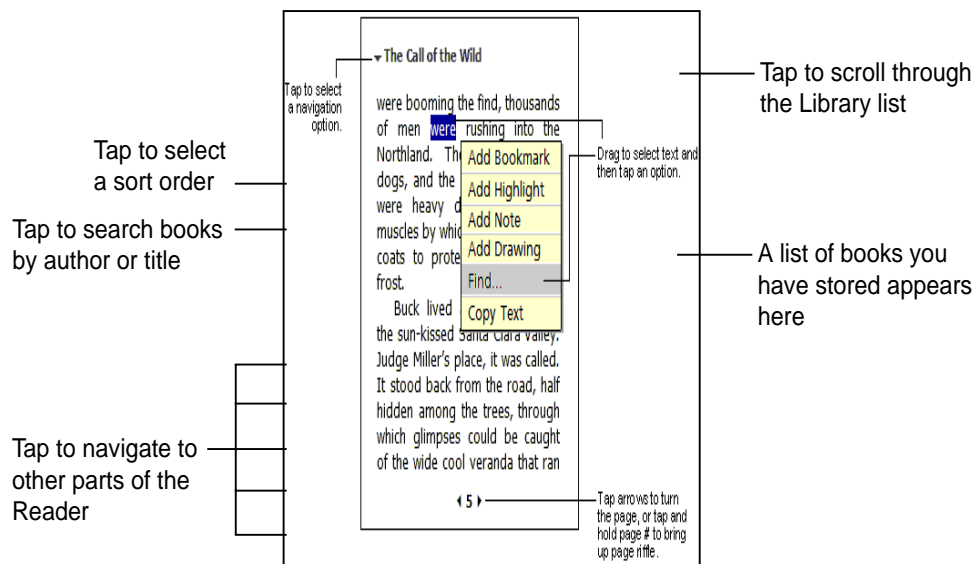 Tap to select
a sort order
Tap to search books
by author or title
Tap to navigate to
other parts of the
Reader
Tap to select
a navigation
option.
The Call of the Wild
were booming the find, thousands
of men were rushing into the
Northland. The
dogs, and the
were heavy d
muscles by whic
coats to prote
frost.
Buck lived
the sun-kissed Santa Clara Valley.
Judge Miller's place, it was called.
It stood back from the road, half
hidden among the trees, through
which glimpses could be caught
of the wide cool veranda that ran
5
Add Bookmark
Add Highlight
Add Note
Add Drawing
Find...
Copy Text
Drag to select text and
then tap an option.
Tap arrows to turn
the page, or tap and
hold page # to bring
up page riffle.
Tap to scroll through
the Library list
A list of books you
have stored appears
here